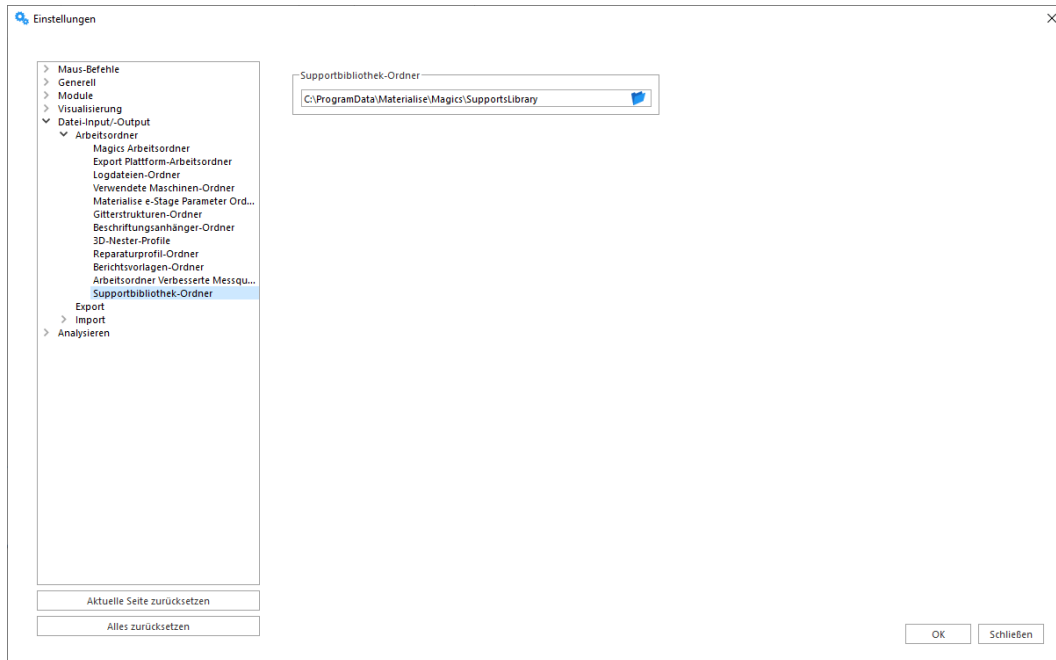 Einstellungen
Maus-Befehle
Generell
Module
Visualisierung
Datei-Input/-Output
Arbeitsordner
Magics Arbeitsordner
Export Plattform-Arbeitsordner
Logdateien-Ordner
Verwendete Maschinen-Ordner
Materialise e-Stage Parameter Ord...
Gitterstrukturen-Ordner
Beschriftungsanhänger-Ordner
3D-Nester-Profile
Reparaturprofil-Ordner
Berichtsvorlagen-Ordner
Arbeitsordner Verbesserte Messqu...
Supportbibliothek-Ordner
Export
Import
Analysieren
Aktuelle Seite zurücksetzen
Alles zurücksetzen
Supportbibliothek-Ordner
C:\ProgramData\Materialise\Magics\SupportsLibrary
OK
Schließen